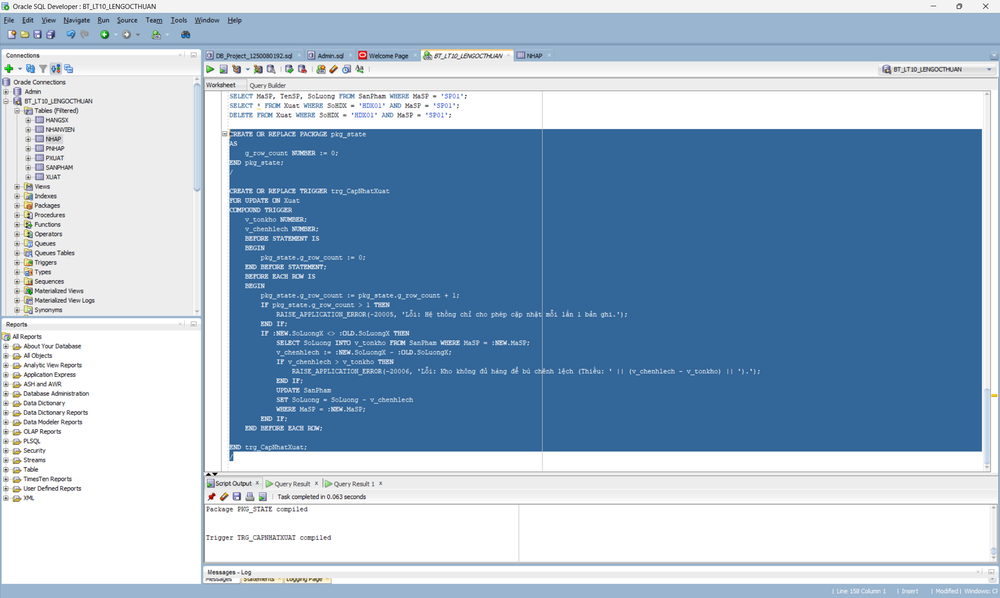 Oracle SQL Developer : BT_LT10_LENGOCTHUAN
File Edit View Navigate Run Source Team Tools Window Help
Connections
Oracle Connections
Admin
BT_LT10_LENGOCTHUAN
Tables (Filtered)
HANGSX
NHANVIEN
NHAP
PNHAP
PXUAT
SANPHAM
XUAT
Views
Indexes
Packages
Procedures
Functions
Operators
Queues
Queues Tables
Triggers
Types
Sequences
Materialized Views
Materialized View Logs
Synonyms
Reports
All Reports
About Your Database
All Objects
Analytic View Reports
Application Express
ASH and AWR
Database Administration
Data Dictionary
Data Dictionary Reports
Data Modeler Reports
OLAP Reports
PLSQL
Security
Streams
Table
TimesTen Reports
User Defined Reports
XML
DB_Project_1250080192.sql Admin.sql Welcome Page BT_LT10_LENGOCTHUAN NHAP
BT_LT10_LENGOCTHUAN
Worksheet Query Builder
SELECT MaSP, TenSP, SoLuong FROM SanPham WHERE MaSP = 'SP01';
SELECT * FROM Xuat WHERE SoHDX = 'HDX01' AND MaSP = 'SP01';
DELETE FROM Xuat WHERE SoHDX = 'HDX01' AND MaSP = 'SP01';
CREATE OR REPLACE PACKAGE pkg_state
AS
g_row_count NUMBER := 0;
END pkg_state;
/
CREATE OR REPLACE TRIGGER trg_CapNhatXuat
FOR UPDATE ON Xuat
COMPOUND TRIGGER
v_tonkho NUMBER;
v_chenhlech NUMBER;
BEFORE STATEMENT IS
BEGIN
pkg_state.g_row_count := 0;
END BEFORE STATEMENT;
BEFORE EACH ROW IS
BEGIN
pkg_state.g_row_count := pkg_state.g_row_count + 1;
IF pkg_state.g_row_count > 1 THEN
RAISE_APPLICATION_ERROR(-20005, 'Lỗi: Hệ thống chỉ cho phép cập nhật mỗi lần 1 bản ghi.');
END IF;
IF :NEW.SoLuongX <> :OLD.SoLuongX THEN
SELECT SoLuong INTO v_tonkho FROM SanPham WHERE MaSP = :NEW.MaSP;
v_chenhlech := :NEW.SoLuongX - :OLD.SoLuongX;
IF v_chenhlech > v_tonkho THEN
RAISE_APPLICATION_ERROR(-20006, 'Lỗi: Kho không đủ hàng để bù chênh lệch (Thiếu: ' || (v_chenhlech - v_tonkho) || ').');
END IF;
UPDATE SanPham
SET SoLuong = SoLuong - v_chenhlech
WHERE MaSP = :NEW.MaSP;
END IF;
END BEFORE EACH ROW;
END trg_CapNhatXuat;
/
Script Output Query Result Query Result 1
Task completed in 0.063 seconds
Package PKG_STATE compiled
Trigger TRG_CAPNHATXUAT compiled
Messages - Log
Messages Statements Logging Page
Line 158 Column 1 Insert Modified Windows: C